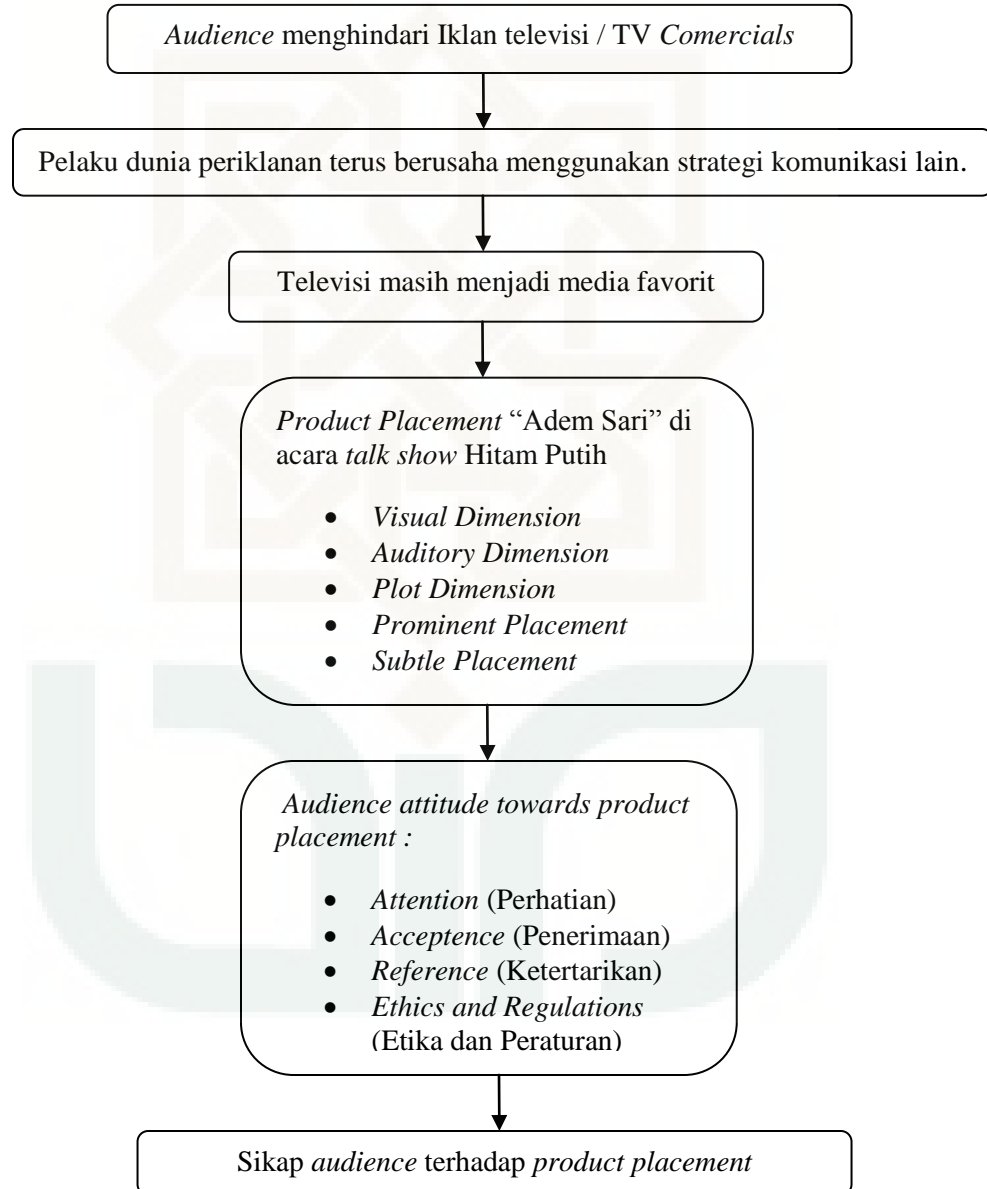 Audience menghindari Iklan televisi / TV Comercials
Pelaku dunia periklanan terus berusaha menggunakan strategi komunikasi lain.
Televisi masih menjadi media favorit
Product Placement “Adem Sari” di
acara talk show Hitam Putih
• Visual Dimension
• Auditory Dimension
• Plot Dimension
• Prominent Placement
• Subtle Placement
Audience attitude towards product
placement :
• Attention (Perhatian)
• Acceptence (Penerimaan)
• Reference (Ketertarikan)
• Ethics and Regulations
(Etika dan Peraturan)
Sikap audience terhadap product placement